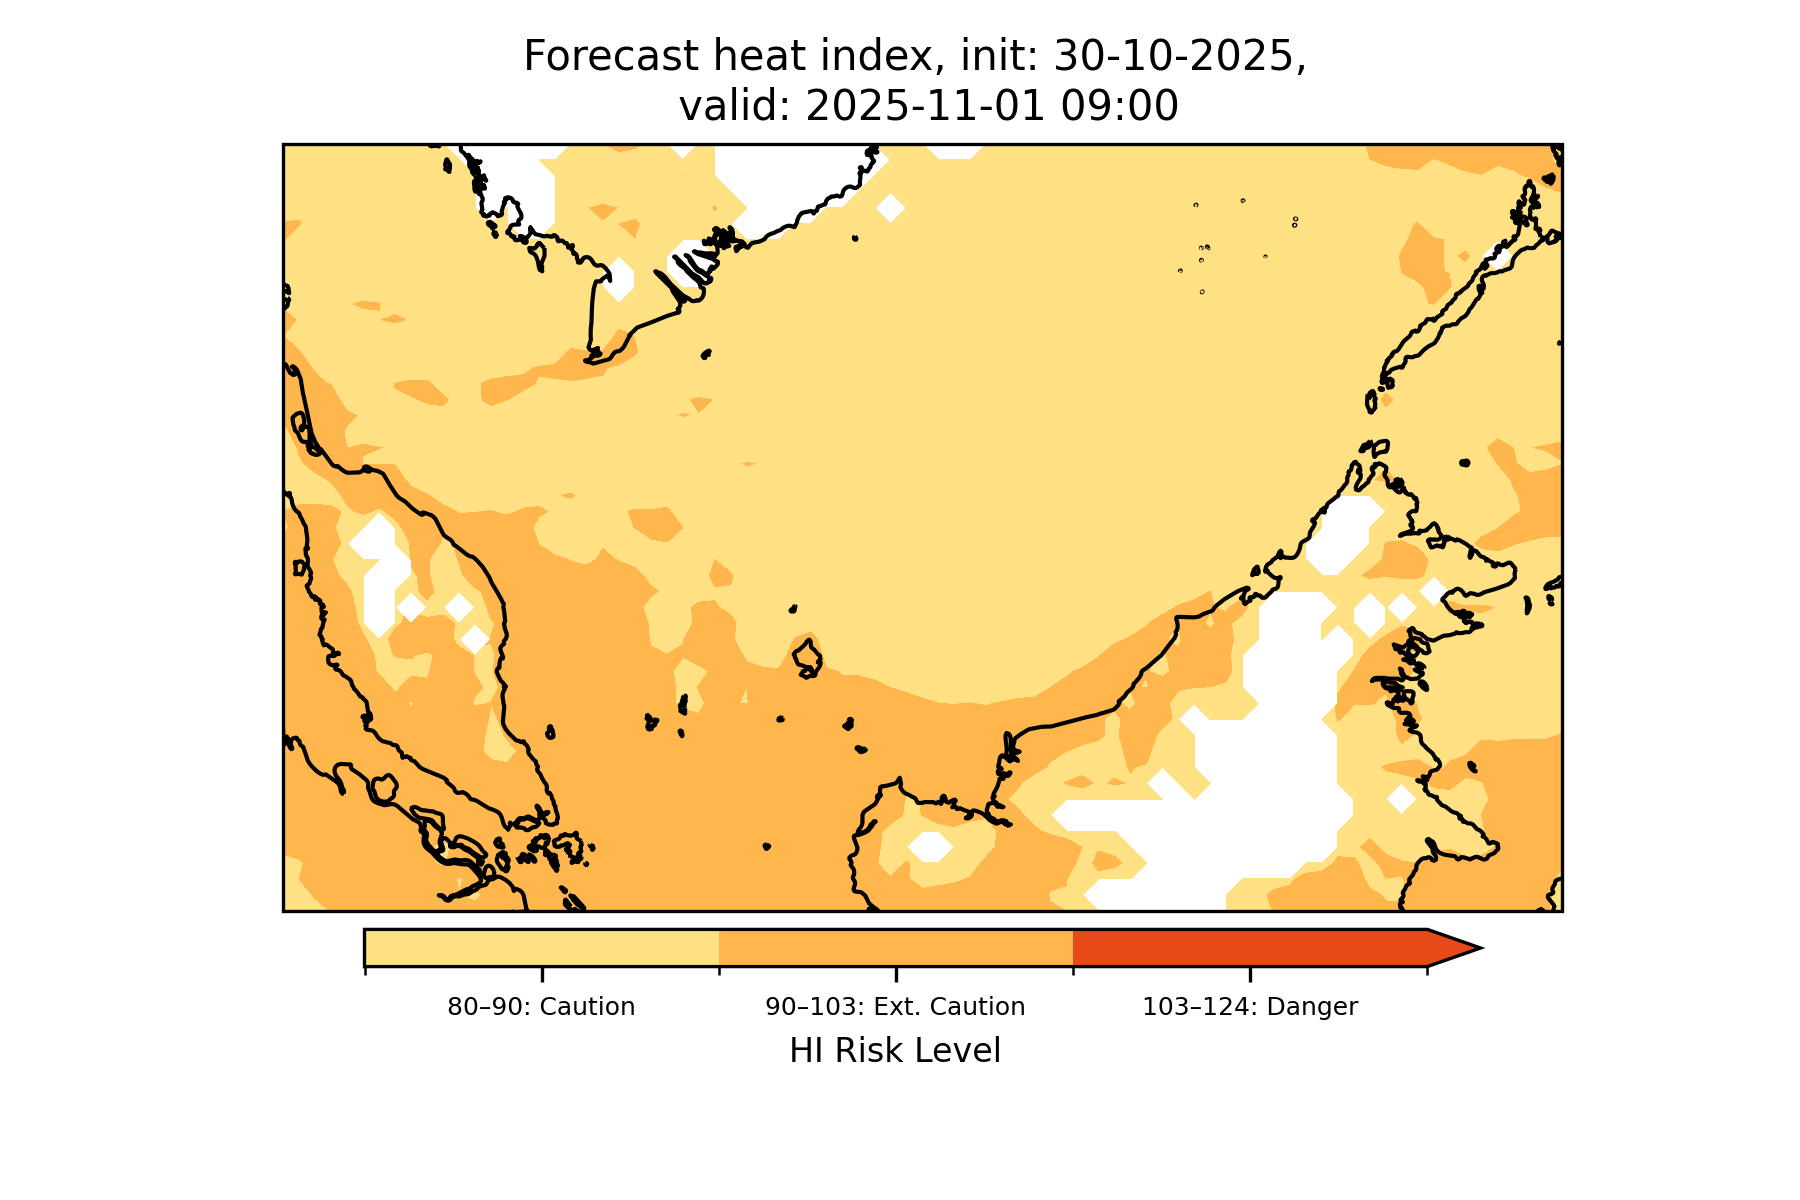 Forecast heat index, init: 30-10-2025,
valid: 2025-11-01 09:00
80–90: Caution
90–103: Ext. Caution
103–124: Danger
HI Risk Level